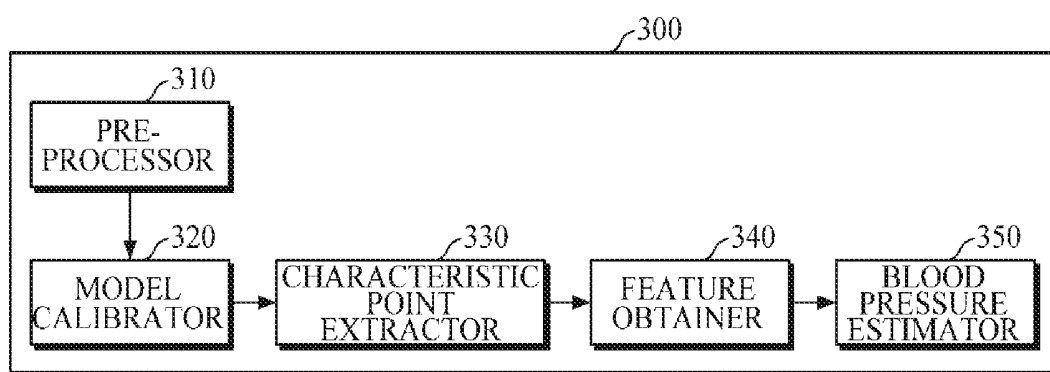 300
310
PRE-
PROCESSOR
320
MODEL
CALIBRATOR
330
CHARACTERISTIC
POINT
EXTRACTOR
340
FEATURE
OBTAINER
350
BLOOD
PRESSURE
ESTIMATOR